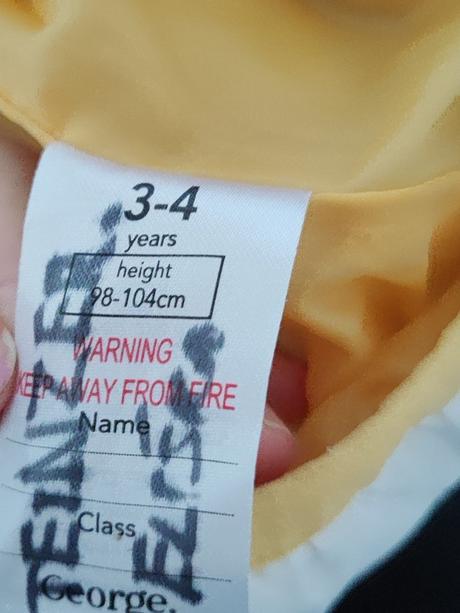 3-4
years
height
98-104cm
WARNING
KEEP AWAY FROM FIRE
Name
Class
George.